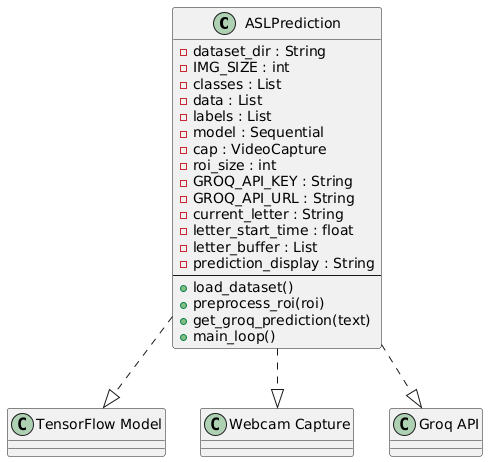 C ASLPrediction
dataset_dir : String
IMG_SIZE : int
classes : List
data : List
labels : List
model : Sequential
cap : VideoCapture
roi_size : int
GROQ_API_KEY : String
GROQ_API_URL : String
current_letter : String
letter_start_time : float
letter_buffer : List
prediction_display : String
load_dataset()
preprocess_roi(roi)
get_groq_prediction(text)
main_loop()
C TensorFlow Model
C Webcam Capture
C Groq API